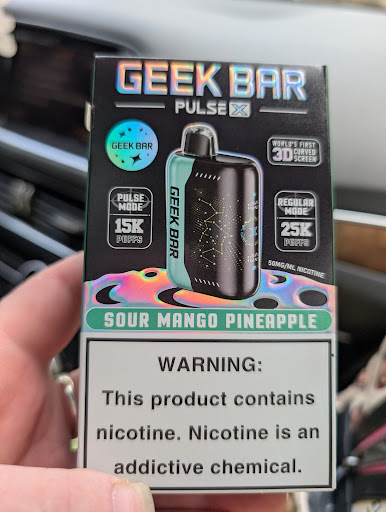 GEEK BAR
PULSE X
GEEK BAR
WORLD'S FIRST
3D CURVED
SCREEN
PULSE
MODE
15K
PUFFS
GEEK BAR
REGULAR
MODE
25K
PUFFS
50MG/ML NICOTINE
SOUR MANGO PINEAPPLE
WARNING:
This product contains
nicotine. Nicotine is an
addictive chemical.